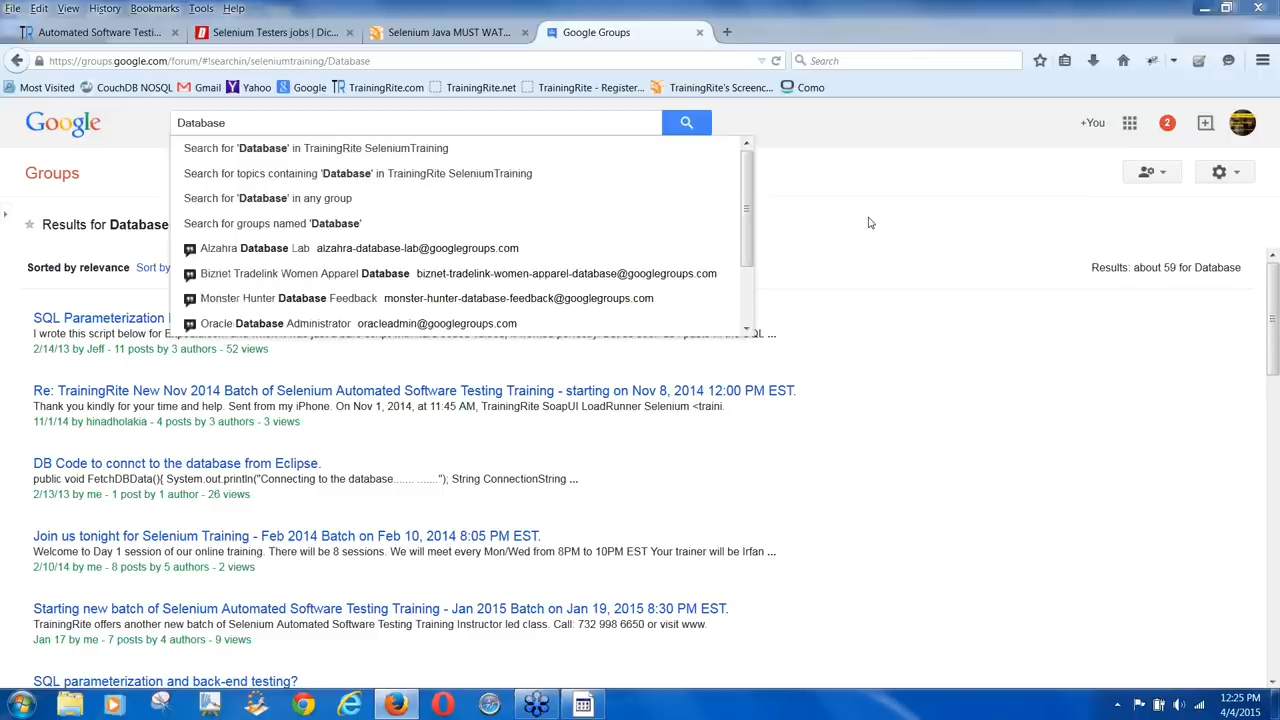 File Edit View History Bookmarks Tools Help
Automated Software Testi... × Selenium Testers jobs | Dic... × Selenium Java MUST WAT... × Google Groups × +
https://groups.google.com/forum/#!searchin/seleniumtraining/Database Search
Most Visited CouchDB NOSQL Gmail Yahoo Google TrainingRite.com TrainingRite.net TrainingRite - Register... TrainingRite's Screenc... Como
Google Database +You 2
Search for 'Database' in TrainingRite SeleniumTraining
Groups
Search for topics containing 'Database' in TrainingRite SeleniumTraining
Search for 'Database' in any group
Results for Database
Search for groups named 'Database'
Alzahra Database Lab alzahra-database-lab@googlegroups.com
Sorted by relevance Sort by
Biznet Tradelink Women Apparel Database biznet-tradelink-women-apparel-database@googlegroups.com
Results: about 59 for Database
Monster Hunter Database Feedback monster-hunter-database-feedback@googlegroups.com
Oracle Database Administrator oracleadmin@googlegroups.com
SQL Parameterization
2/14/13 by Jeff - 11 posts by 3 authors - 52 views
Re: TrainingRite New Nov 2014 Batch of Selenium Automated Software Testing Training - starting on Nov 8, 2014 12:00 PM EST.
Thank you kindly for your time and help. Sent from my iPhone. On Nov 1, 2014, at 11:45 AM, TrainingRite SoapUI LoadRunner Selenium <traini.
11/1/14 by hinadholakia - 4 posts by 3 authors - 3 views
DB Code to connct to the database from Eclipse.
public void FetchDBData(){ System.out.println("Connecting to the database....... ......."); String ConnectionString ...
2/13/13 by me - 1 post by 1 author - 26 views
Join us tonight for Selenium Training - Feb 2014 Batch on Feb 10, 2014 8:05 PM EST.
Welcome to Day 1 session of our online training. There will be 8 sessions. We will meet every Mon/Wed from 8PM to 10PM EST Your trainer will be Irfan ...
2/10/14 by me - 8 posts by 5 authors - 2 views
Starting new batch of Selenium Automated Software Testing Training - Jan 2015 Batch on Jan 19, 2015 8:30 PM EST.
TrainingRite offers another new batch of Selenium Automated Software Testing Training Instructor led class. Call: 732 998 6650 or visit www.
Jan 17 by me - 7 posts by 4 authors - 9 views
SQL parameterization and back-end testing?
12:25 PM
4/4/2015